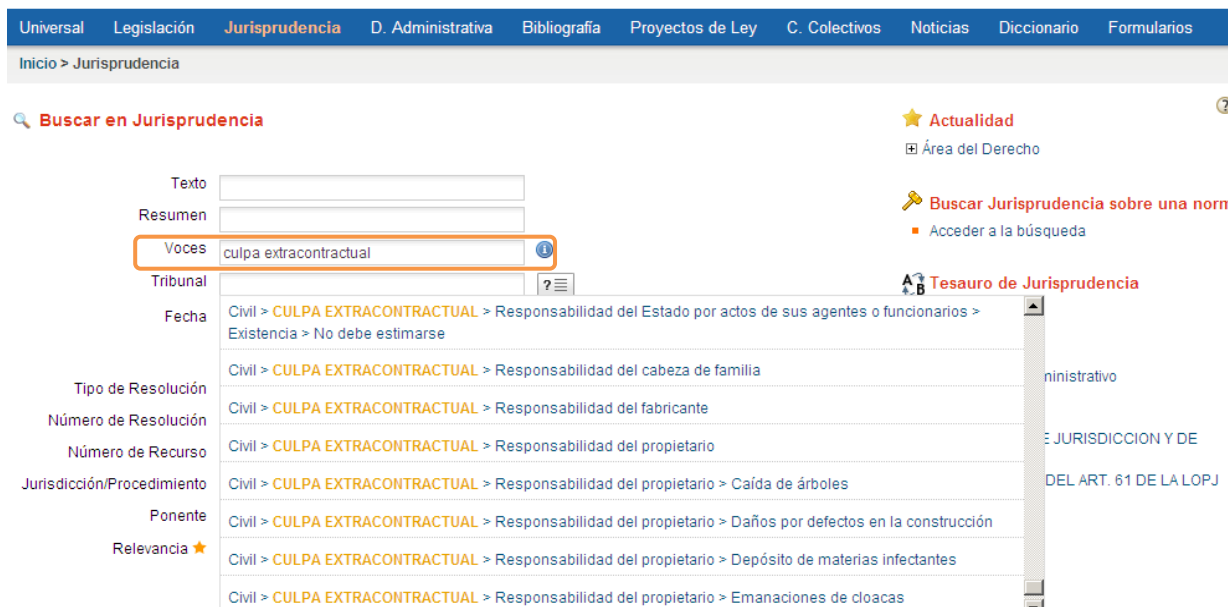 Universal Legislación Jurisprudencia D. Administrativa Bibliografía Proyectos de Ley C. Colectivos Noticias Diccionario Formularios
Inicio > Jurisprudencia
Buscar en Jurisprudencia
Texto
Resumen
Voces culpa extracontractual
Tribunal
Fecha
Tipo de Resolución
Número de Resolución
Número de Recurso
Jurisdicción/Procedimiento
Ponente
Relevancia
Civil > CULPA EXTRACONTRACTUAL > Responsabilidad del Estado por actos de sus agentes o funcionarios >
Existencia > No debe estimarse
Civil > CULPA EXTRACONTRACTUAL > Responsabilidad del cabeza de familia
Civil > CULPA EXTRACONTRACTUAL > Responsabilidad del fabricante
Civil > CULPA EXTRACONTRACTUAL > Responsabilidad del propietario
Civil > CULPA EXTRACONTRACTUAL > Responsabilidad del propietario > Caída de árboles
Civil > CULPA EXTRACONTRACTUAL > Responsabilidad del propietario > Daños por defectos en la construcción
Civil > CULPA EXTRACONTRACTUAL > Responsabilidad del propietario > Depósito de materias infectantes
Civil > CULPA EXTRACONTRACTUAL > Responsabilidad del propietario > Emanaciones de cloacas
Actualidad
Área del Derecho
Buscar Jurisprudencia sobre una norm
Acceder a la búsqueda
A B Tesauro de Jurisprudencia
ministrativo
E JURISDICCION Y DE
DEL ART. 61 DE LA LOPJ